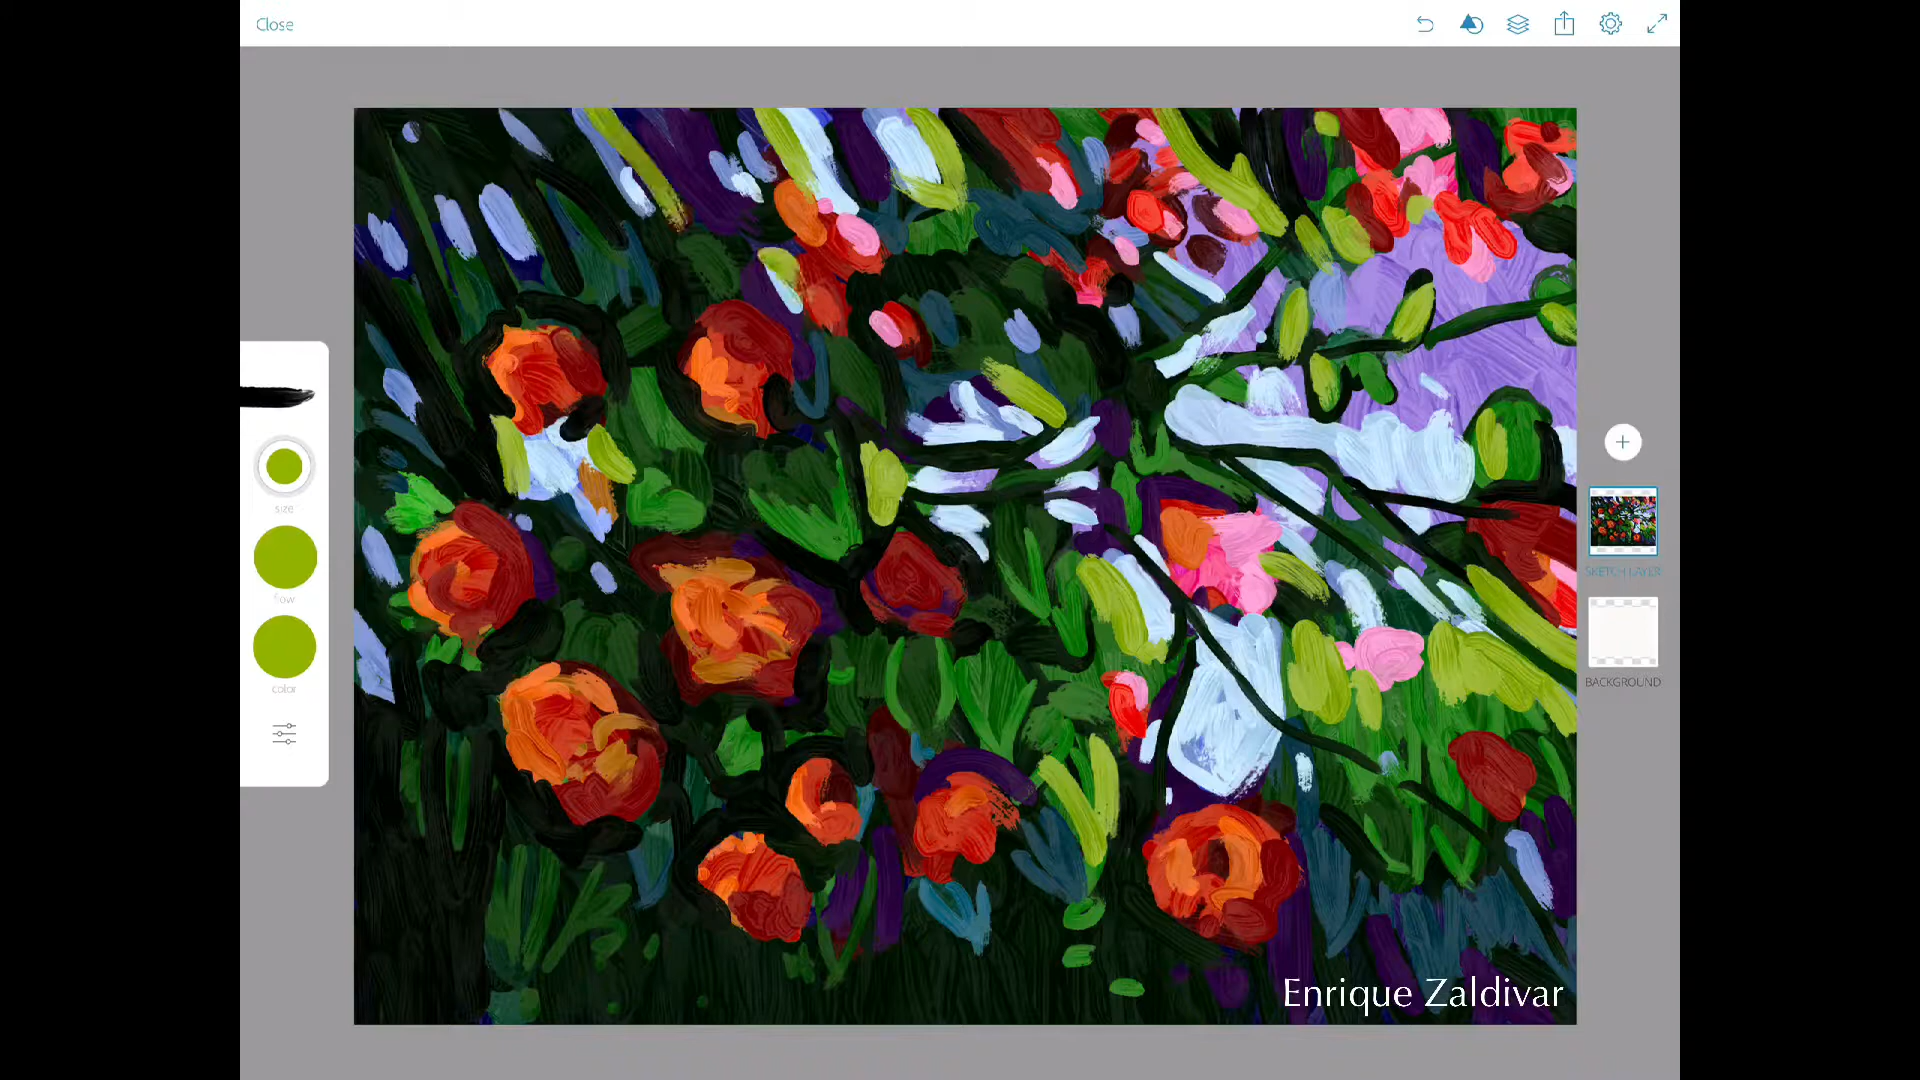 Close
size
flow
color
SKETCH LAYER
BACKGROUND
Enrique Zaldivar